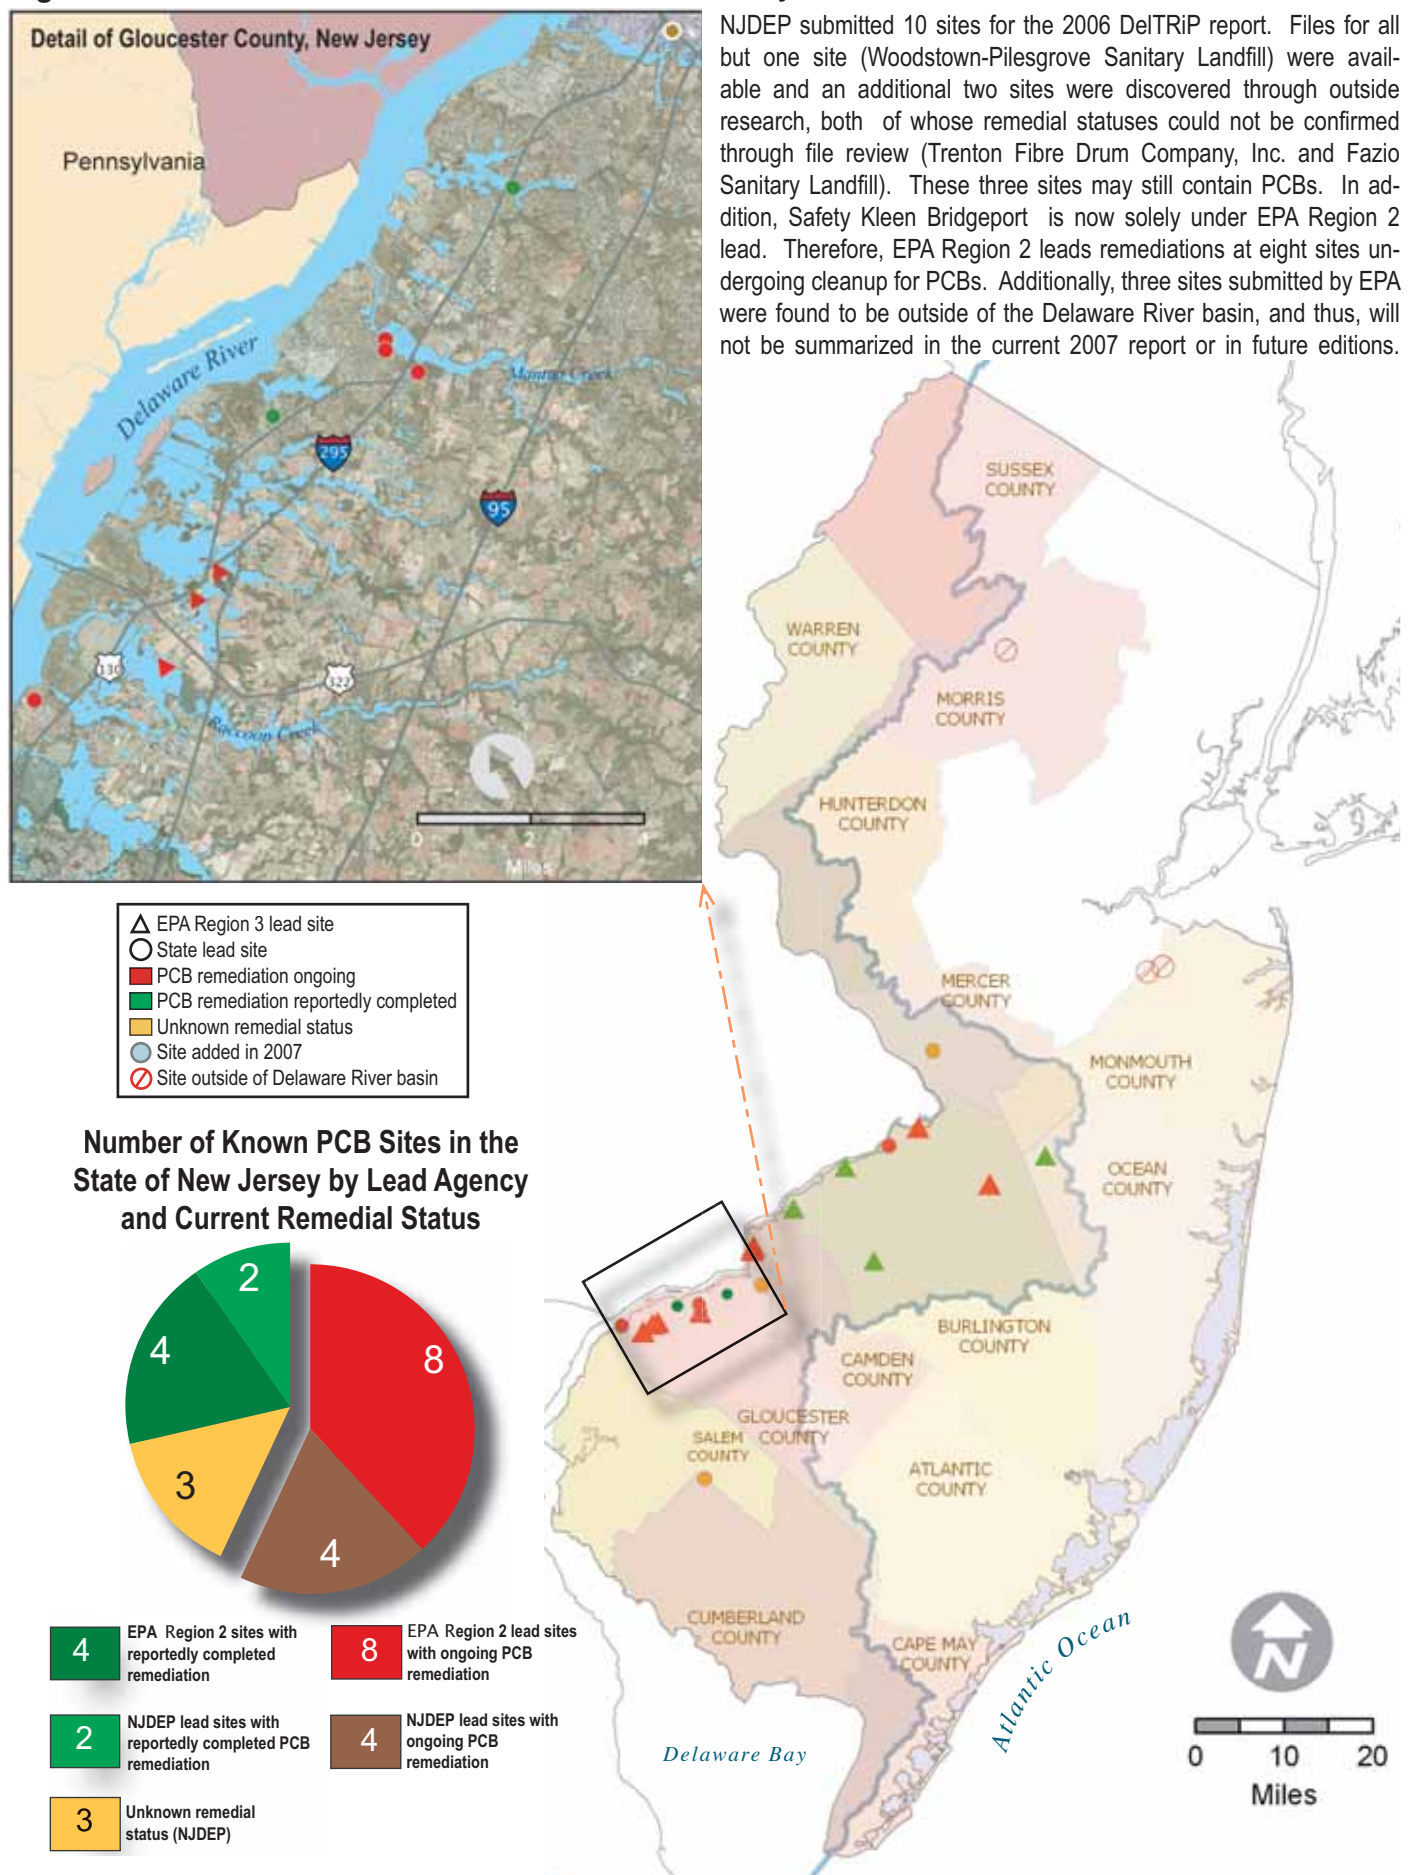 Detail of Gloucester County, New Jersey
Pennsylvania
Delaware River
Mantua Creek
295
95
130
322
Raccoon Creek
0 2 4
Miles
NJDEP submitted 10 sites for the 2006 DelTRiP report. Files for all
but one site (Woodstown-Pilesgrove Sanitary Landfill) were avail-
able and an additional two sites were discovered through outside
research, both of whose remedial statuses could not be confirmed
through file review (Trenton Fibre Drum Company, Inc. and Fazio
Sanitary Landfill). These three sites may still contain PCBs. In ad-
dition, Safety Kleen Bridgeport is now solely under EPA Region 2
lead. Therefore, EPA Region 2 leads remediations at eight sites un-
dergoing cleanup for PCBs. Additionally, three sites submitted by EPA
were found to be outside of the Delaware River basin, and thus, will
not be summarized in the current 2007 report or in future editions.
SUSSEX
COUNTY
WARREN
COUNTY
MORRIS
COUNTY
HUNTERDON
COUNTY
MERCER
COUNTY
MONMOUTH
COUNTY
OCEAN
COUNTY
BURLINGTON
COUNTY
CAMDEN
COUNTY
GLOUCESTER
COUNTY
SALEM
COUNTY
ATLANTIC
COUNTY
CUMBERLAND
COUNTY
CAPE MAY
COUNTY
Delaware Bay
Atlantic Ocean
N
0 10 20
Miles
EPA Region 3 lead site
State lead site
PCB remediation ongoing
PCB remediation reportedly completed
Unknown remedial status
Site added in 2007
Site outside of Delaware River basin
Number of Known PCB Sites in the
State of New Jersey by Lead Agency
and Current Remedial Status
2
4
8
3
4
4
EPA Region 2 sites with
reportedly completed
remediation
8
EPA Region 2 lead sites
with ongoing PCB
remediation
2
NJDEP lead sites with
reportedly completed PCB
remediation
4
NJDEP lead sites with
ongoing PCB
remediation
3
Unknown remedial
status (NJDEP)